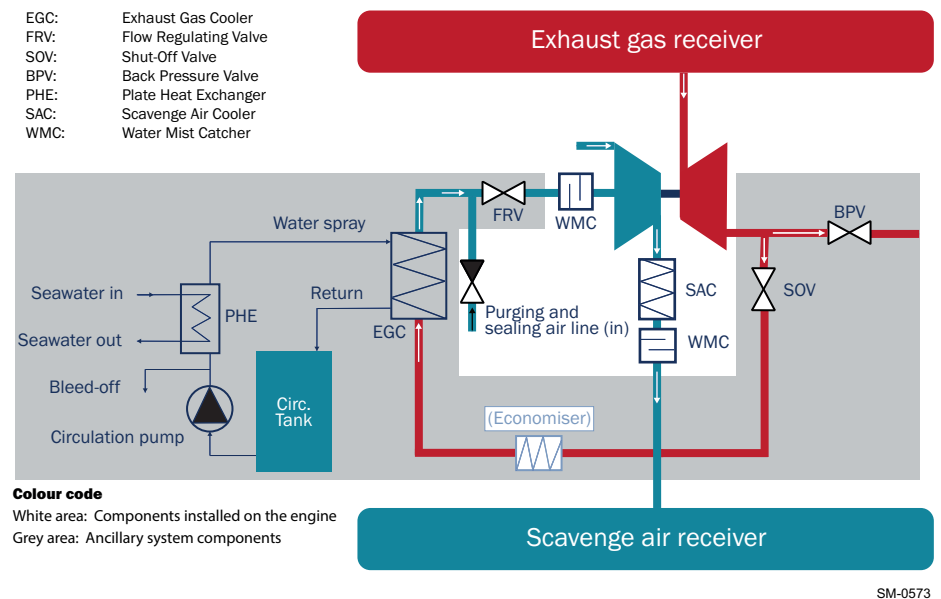 EGC: Exhaust Gas Cooler
FRV: Flow Regulating Valve
SOV: Shut-Off Valve
BPV: Back Pressure Valve
PHE: Plate Heat Exchanger
SAC: Scavenge Air Cooler
WMC: Water Mist Catcher
Exhaust gas receiver
FRV
WMC
BPV
Water spray
Seawater in
Return
PHE
EGC
Purging and
sealing air line (in)
SAC
SOV
Seawater out
WMC
Bleed-off
Circ.
Tank
(Economiser)
Circulation pump
Colour code
White area: Components installed on the engine
Grey area: Ancillary system components
Scavenge air receiver
SM-0573